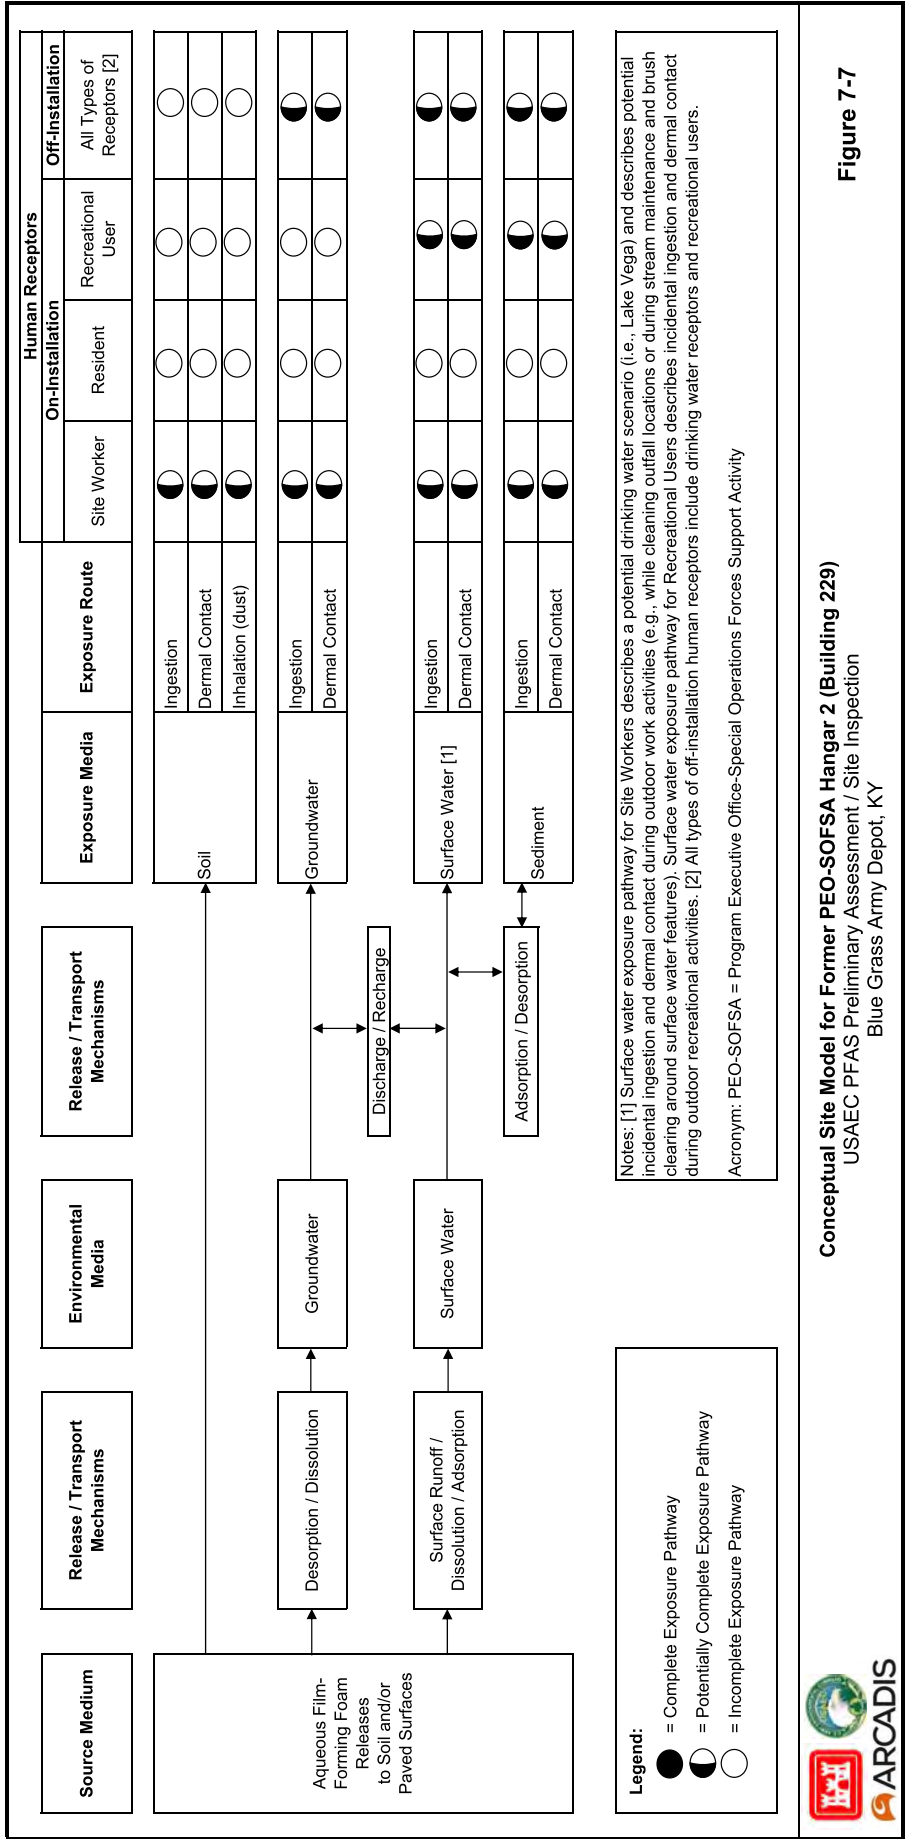 Human Receptors
On-Installation
Off-Installation
Source Medium
Release / Transport
Mechanisms
Environmental
Media
Release / Transport
Mechanisms
Exposure Media
Exposure Route
Site Worker
Resident
Recreational
User
All Types of
Receptors [2]
Aqueous Film-
Forming Foam
Releases
to Soil and/or
Paved Surfaces
Soil
Ingestion
Dermal Contact
Inhalation (dust)
Desorption / Dissolution
Groundwater
Groundwater
Ingestion
Dermal Contact
Discharge / Recharge
Surface Runoff /
Dissolution / Adsorption
Surface Water
Surface Water [1]
Ingestion
Dermal Contact
Adsorption / Desorption
Sediment
Ingestion
Dermal Contact
Legend:
= Complete Exposure Pathway
= Potentially Complete Exposure Pathway
= Incomplete Exposure Pathway
Notes: [1] Surface water exposure pathway for Site Workers describes a potential drinking water scenario (i.e., Lake Vega) and describes potential
incidental ingestion and dermal contact during outdoor work activities (e.g., while cleaning outfall locations or during stream maintenance and brush
clearing around surface features). Surface water exposure pathway for Recreational Users describes incidental ingestion and dermal contact
during outdoor recreational activities. [2] All types of off-installation human receptors include drinking water receptors and recreational users.
Acronym: PEO-SOFSA = Program Executive Office-Special Operations Forces Support Activity
ARCADIS
Conceptual Site Model for Former PEO-SOFSA Hangar 2 (Building 229)
USAEC PFAS Preliminary Assessment / Site Inspection
Blue Grass Army Depot, KY
Figure 7-7